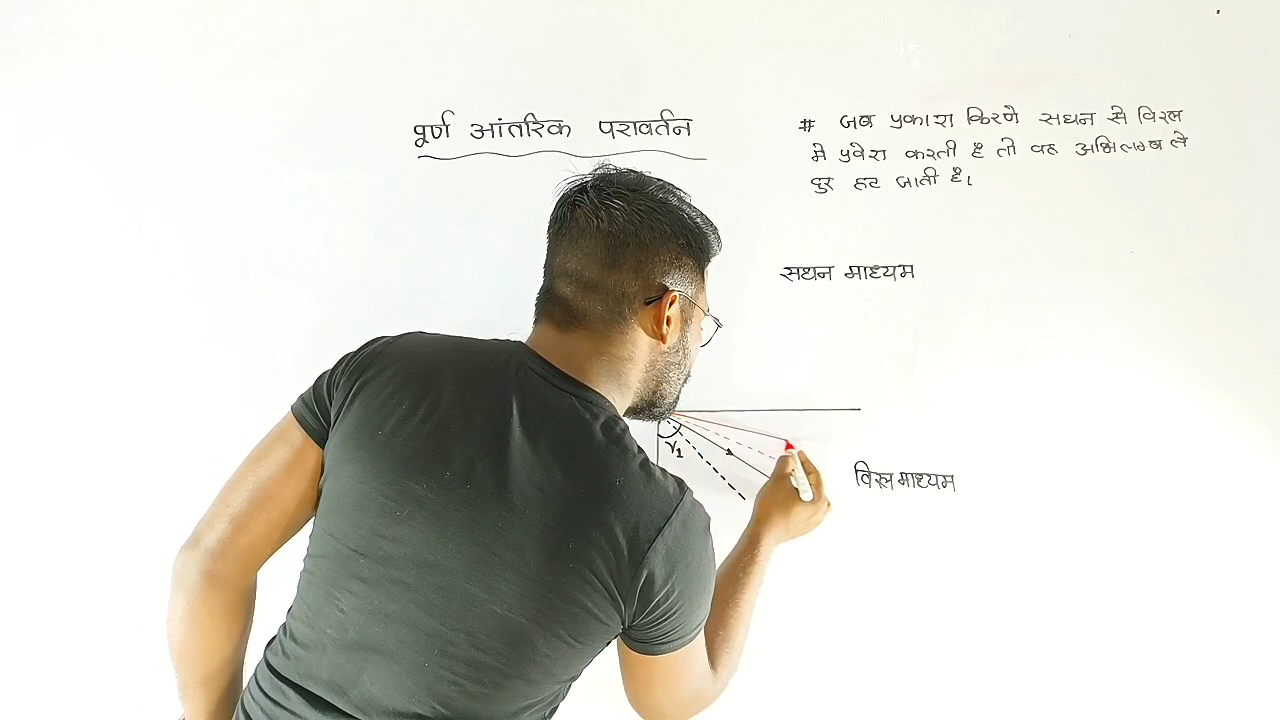 पूर्ण आंतरिक परावर्तन
# जब प्रकाश किरणे सघन से विरल
मे प्रवेश करती है तो वह अभिलम्ब से
दुर हट जाती है।
सघन माध्यम
r1
विरल माध्यम